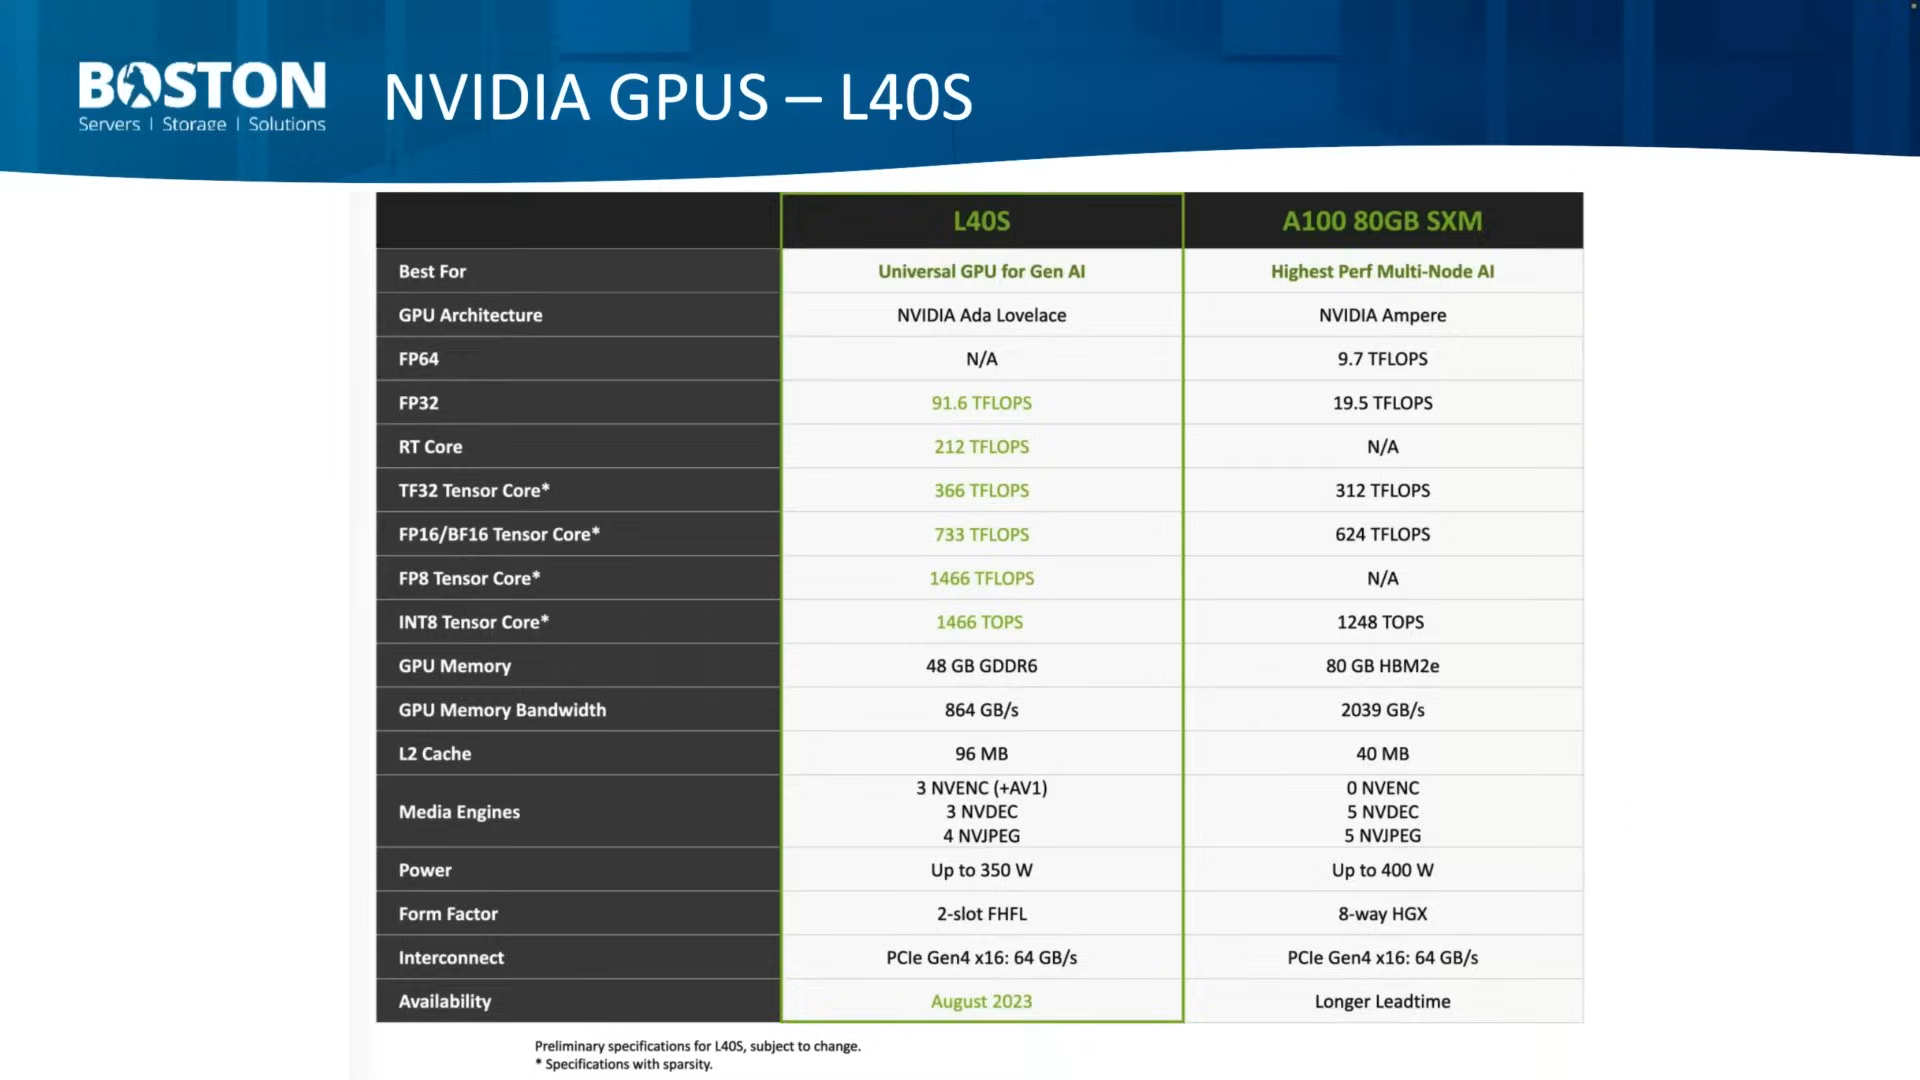 BOSTON
Servers | Storage | Solutions
NVIDIA GPUS – L40S
L40S A100 80GB SXM
Best For Universal GPU for Gen AI Highest Perf Multi-Node AI
GPU Architecture NVIDIA Ada Lovelace NVIDIA Ampere
FP64 N/A 9.7 TFLOPS
FP32 91.6 TFLOPS 19.5 TFLOPS
RT Core 212 TFLOPS N/A
TF32 Tensor Core* 366 TFLOPS 312 TFLOPS
FP16/BF16 Tensor Core* 733 TFLOPS 624 TFLOPS
FP8 Tensor Core* 1466 TFLOPS N/A
INT8 Tensor Core* 1466 TOPS 1248 TOPS
GPU Memory 48 GB GDDR6 80 GB HBM2e
GPU Memory Bandwidth 864 GB/s 2039 GB/s
L2 Cache 96 MB 40 MB
3 NVENC (+AV1) 0 NVENC
Media Engines 3 NVDEC 5 NVDEC
4 NVJPEG 5 NVJPEG
Power Up to 350 W Up to 400 W
Form Factor 2-slot FHFL 8-way HGX
Interconnect PCIe Gen4 x16: 64 GB/s PCIe Gen4 x16: 64 GB/s
Availability August 2023 Longer Leadtime
Preliminary specifications for L40S, subject to change.
* Specifications with sparsity.